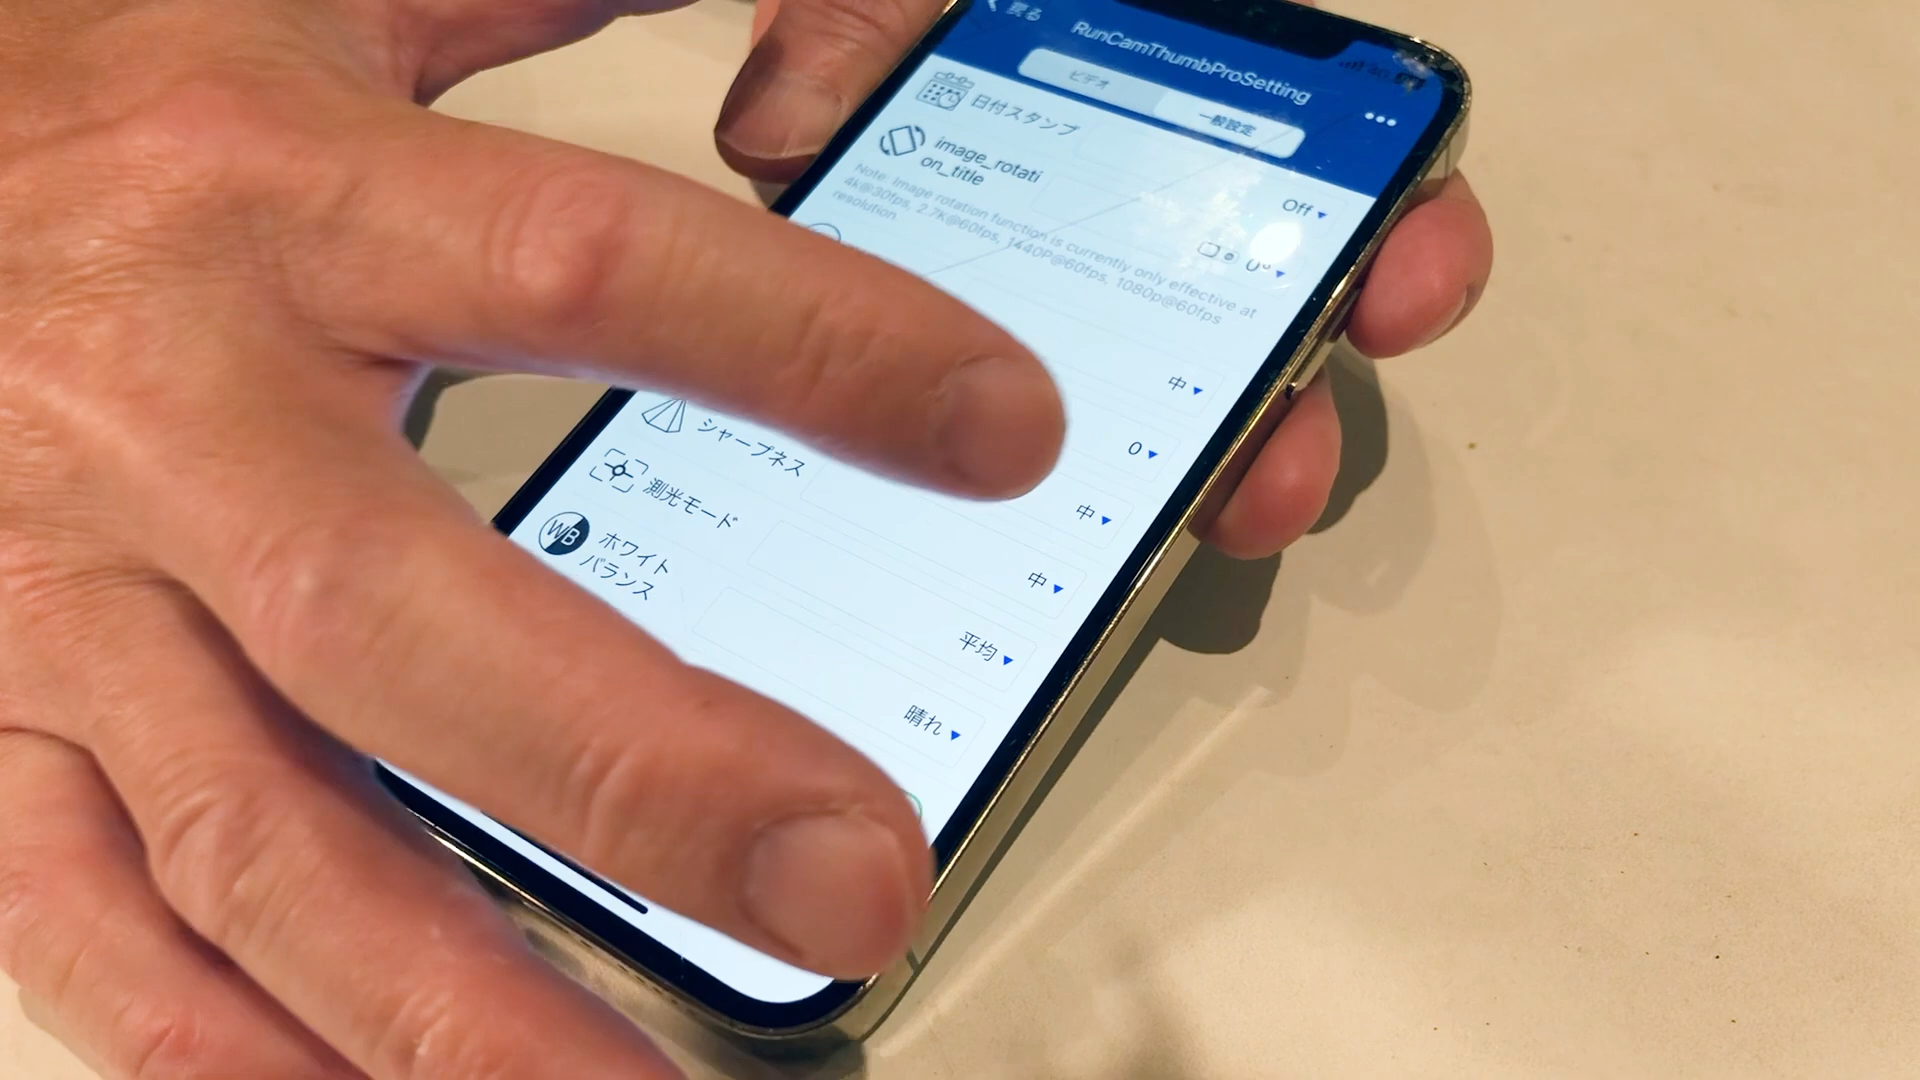 戻る
RunCamThumbProSetting
ビデオ
一般設定
日付スタンプ
Off
image_rotati
on_title
0°
Note: Image rotation function is currently only effective at
4k@30fps, 2.7K@60fps, 1440P@60fps, 1080p@60fps
resolution.
中
0
中
シャープネス
中
測光モード
平均
WB
ホワイト
バランス
晴れ